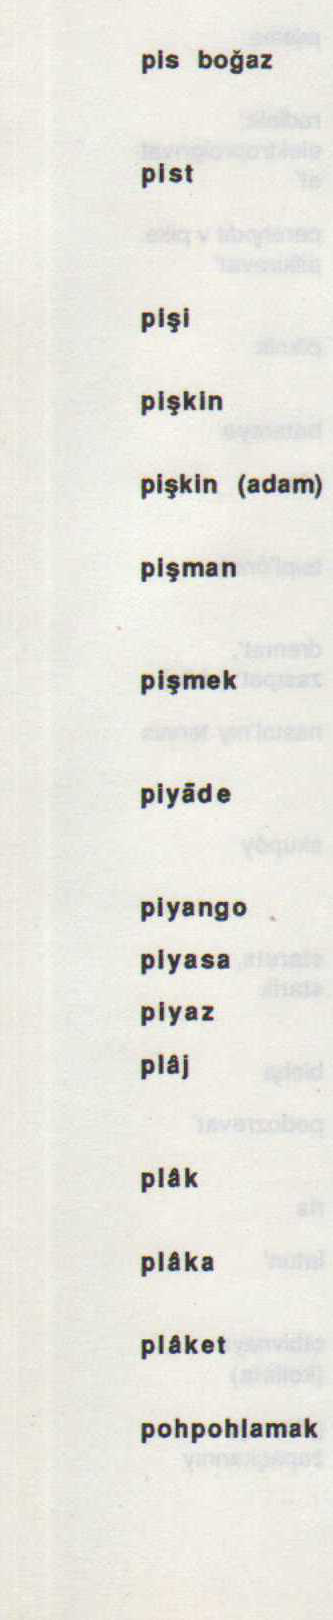 pis boğaz
pist
pişi
pişkin
pişkin (adam)
pişman
pişmek
piyāde
piyango
piyasa
piyaz
plâj
plâk
plâka
plâket
pohpohlamak